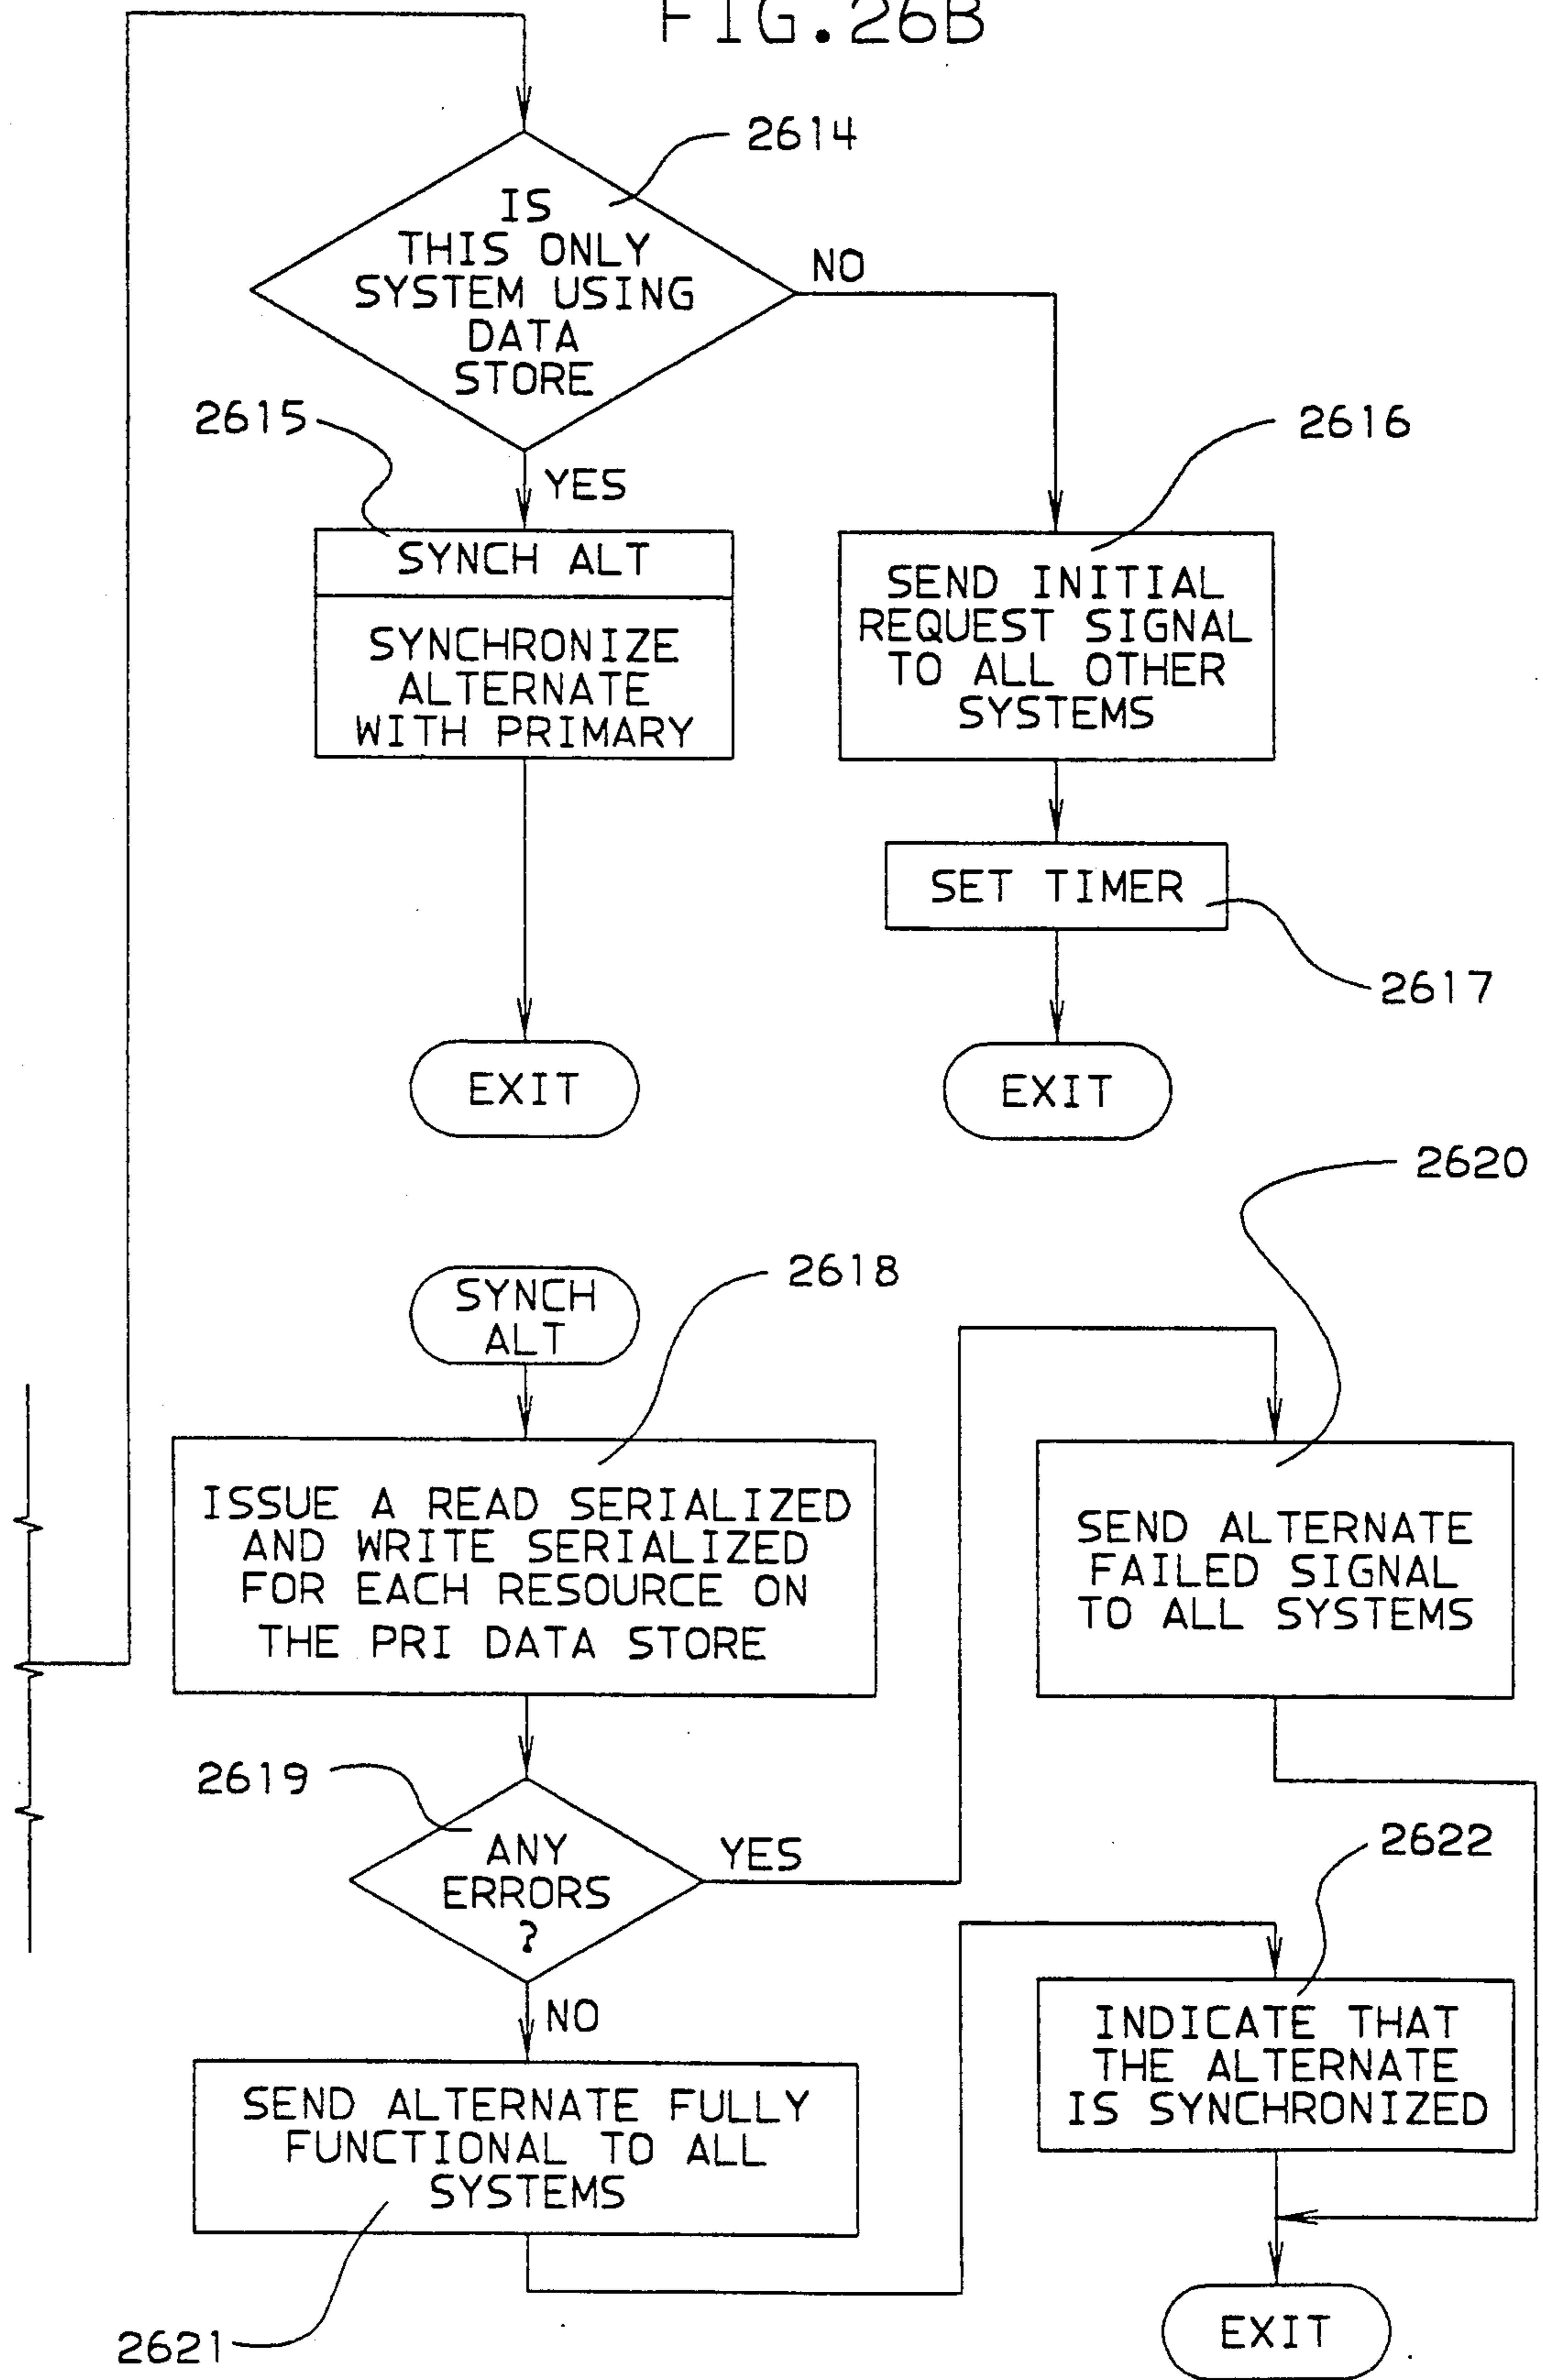 FIG.26B
2614
IS
THIS ONLY
SYSTEM USING
DATA
STORE
NO
2615
YES
2616
SYNCH ALT
SYNCHRONIZE
ALTERNATE
WITH PRIMARY
SEND INITIAL
REQUEST SIGNAL
TO ALL OTHER
SYSTEMS
SET TIMER
2617
EXIT
EXIT
2620
2618
SYNCH
ALT
ISSUE A READ SERIALIZED
AND WRITE SERIALIZED
FOR EACH RESOURCE ON
THE PRI DATA STORE
SEND ALTERNATE
FAILED SIGNAL
TO ALL SYSTEMS
2619
ANY
ERRORS
?
YES
2622
NO
INDICATE THAT
THE ALTERNATE
IS SYNCHRONIZED
SEND ALTERNATE FULLY
FUNCTIONAL TO ALL
SYSTEMS
2621
EXIT